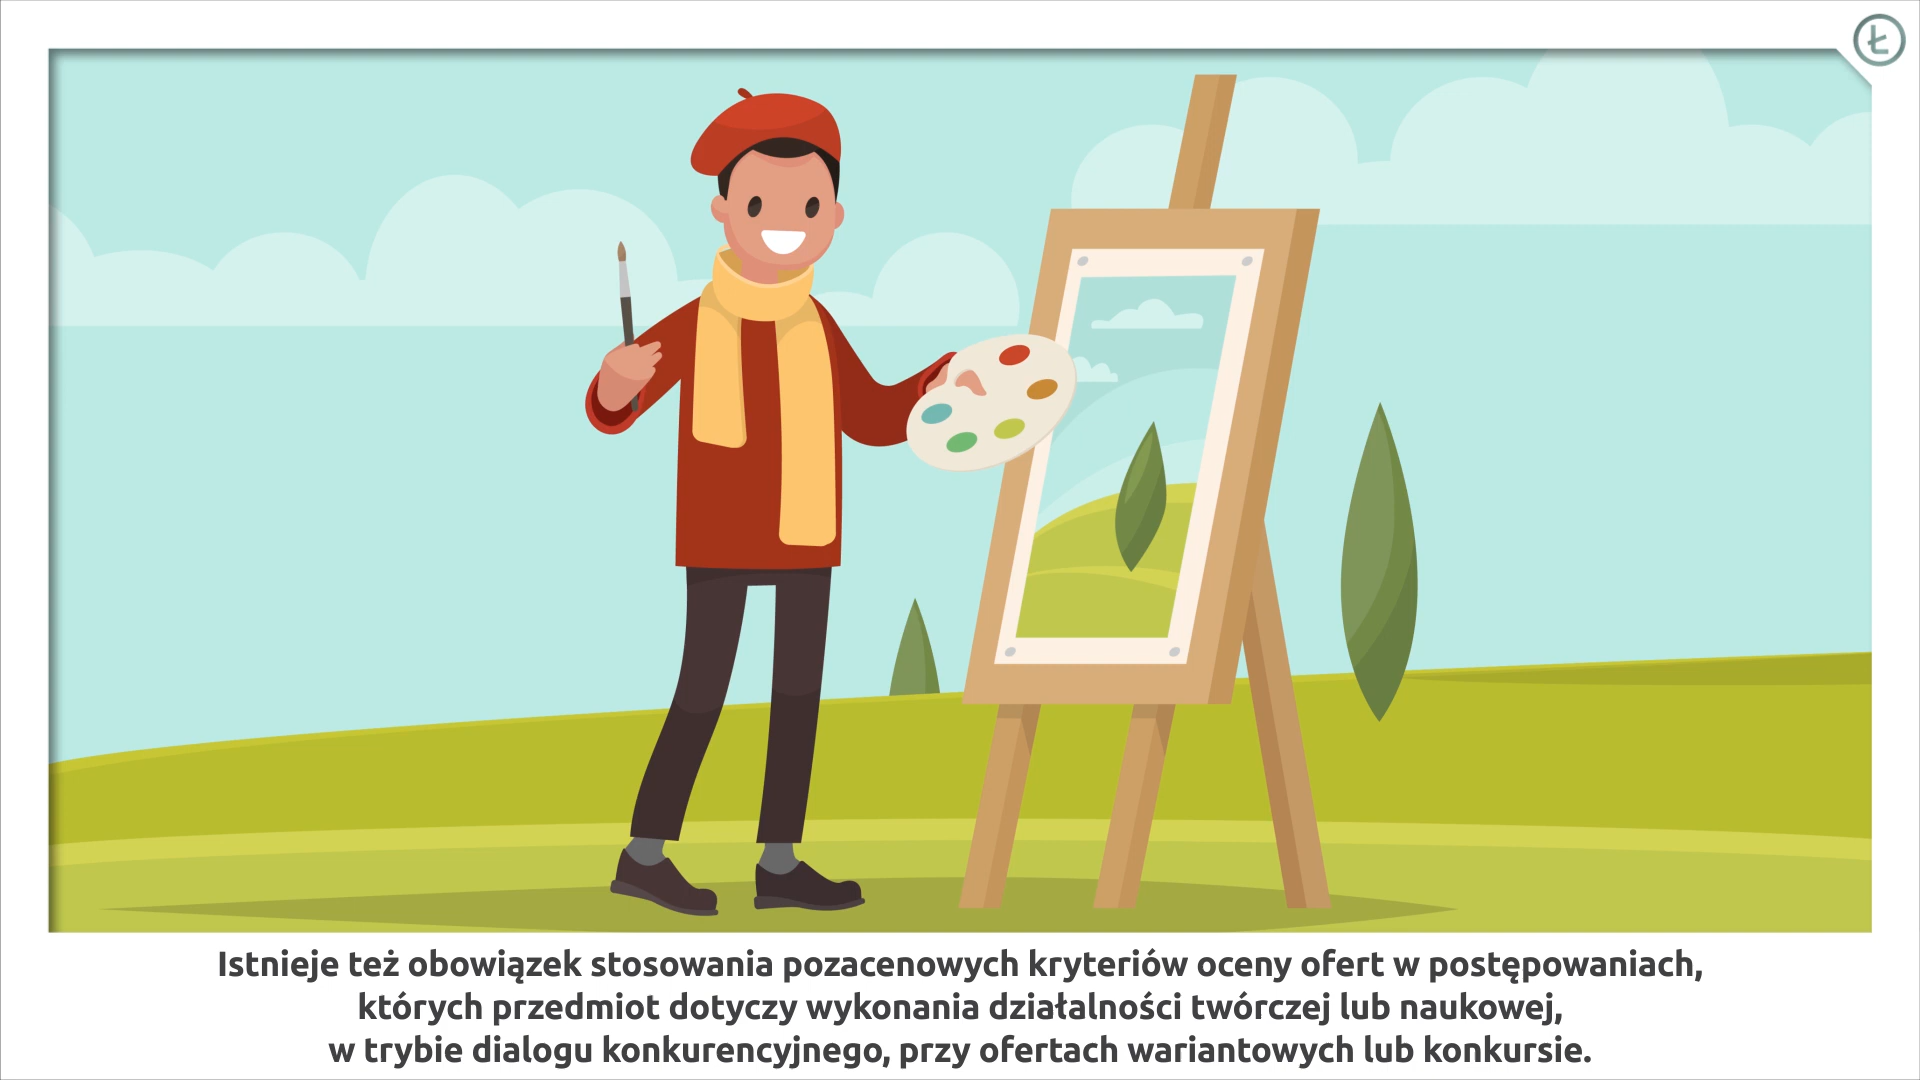 Ł
Istnieje też obowiązek stosowania pozacenowych kryteriów oceny ofert w postępowaniach,
których przedmiot dotyczy wykonania działalności twórczej lub naukowej,
w trybie dialogu konkurencyjnego, przy ofertach wariantowych lub konkursie.